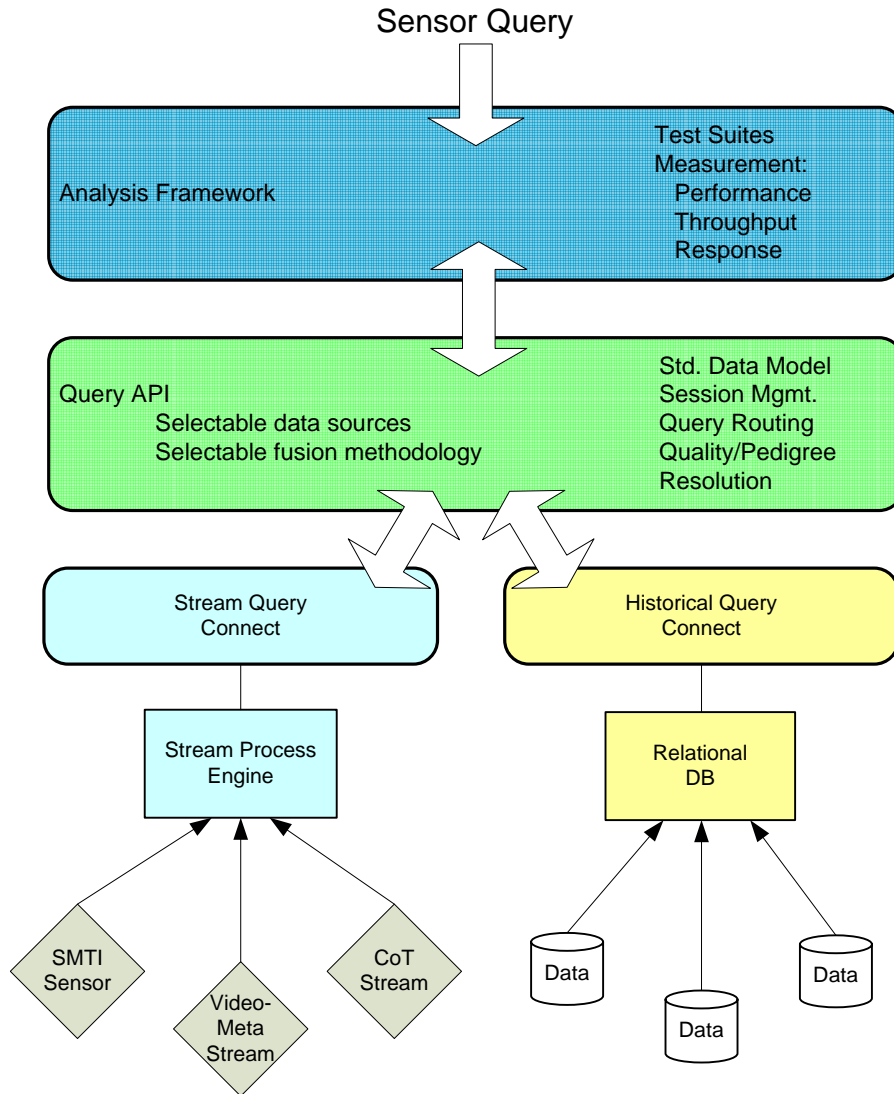 Sensor Query
Analysis Framework
Test Suites
Measurement:
Performance
Throughput
Response
Query API
Selectable data sources
Selectable fusion methodology
Std. Data Model
Session Mgmt.
Query Routing
Quality/Pedigree
Resolution
Stream Query
Connect
Historical Query
Connect
Stream Process
Engine
Relational
DB
SMTI
Sensor
Video-
Meta
Stream
CoT
Stream
Data
Data
Data